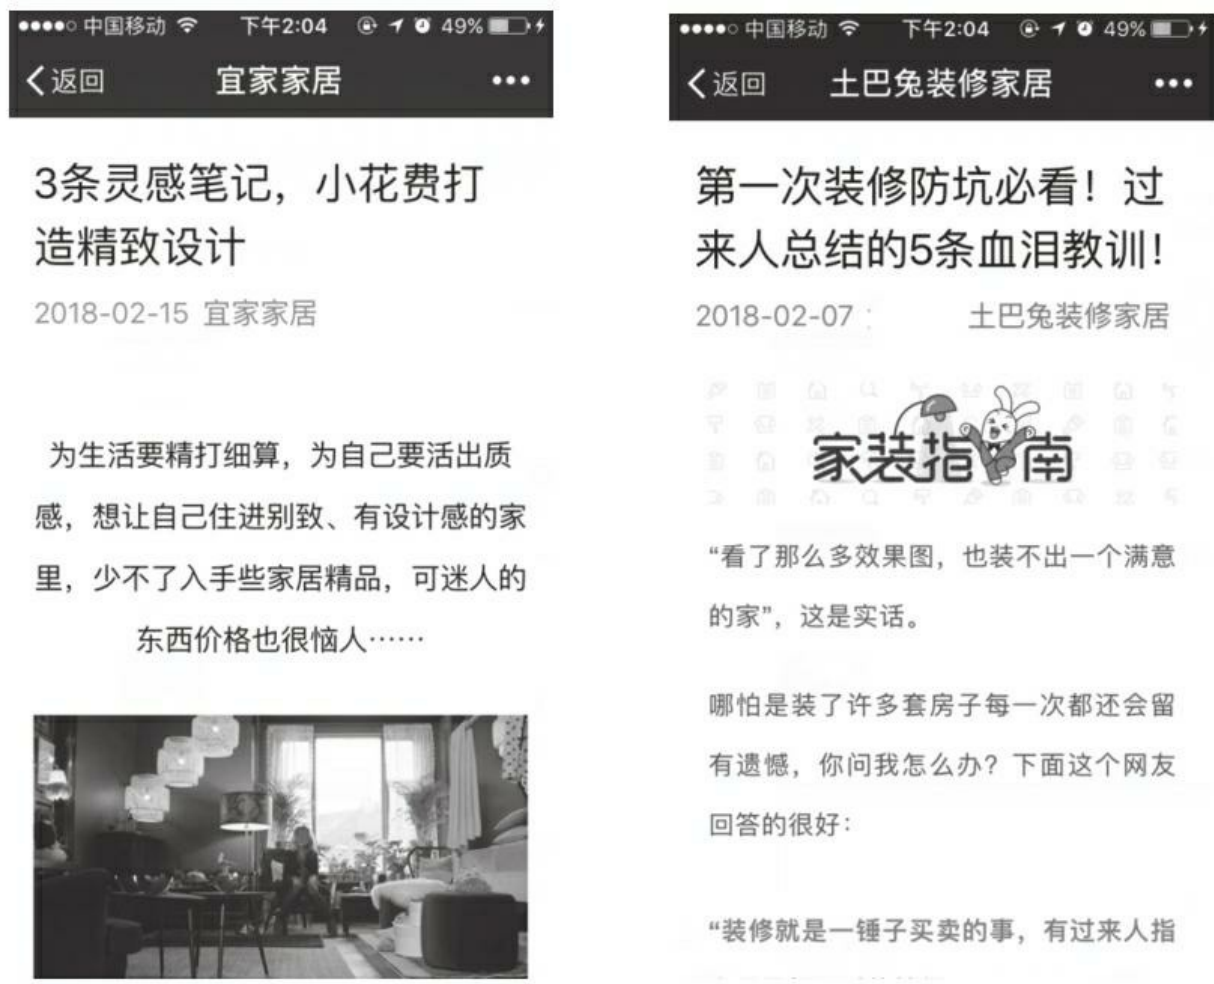 中国移动 下午2:04 49%
返回 宜家家居
3条灵感笔记，小花费打
造精致设计
2018-02-15 宜家家居
为生活要精打细算，为自己要活出质
感，想让自己住进别致、有设计感的家
里，少不了入手些家居精品，可迷人的
东西价格也很恼人……
中国移动 下午2:04 49%
返回 土巴兔装修家居
第一次装修防坑必看！过
来人总结的5条血泪教训！
2018-02-07 土巴兔装修家居
家装指南
“看了那么多效果图，也装不出一个满意
的家”，这是实话。
哪怕是装了许多套房子每一次都还会留
有遗憾，你问我怎么办？下面这个网友
回答的很好：
“装修就是一锤子买卖的事，有过来人指